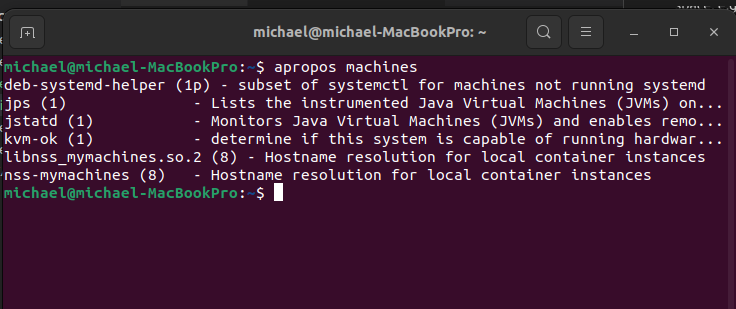 michael@michael-MacBookPro: ~
michael@michael-MacBookPro:~$ apropos machines
deb-systemd-helper (1p) - subset of systemctl for machines not running systemd
jps (1)              - Lists the instrumented Java Virtual Machines (JVMs) on...
jstatd (1)           - Monitors Java Virtual Machines (JVMs) and enables remo...
kvm-ok (1)           - determine if this system is capable of running hardwar...
libnss_mymachines.so.2 (8) - Hostname resolution for local container instances
nss-mymachines (8)   - Hostname resolution for local container instances
michael@michael-MacBookPro:~$